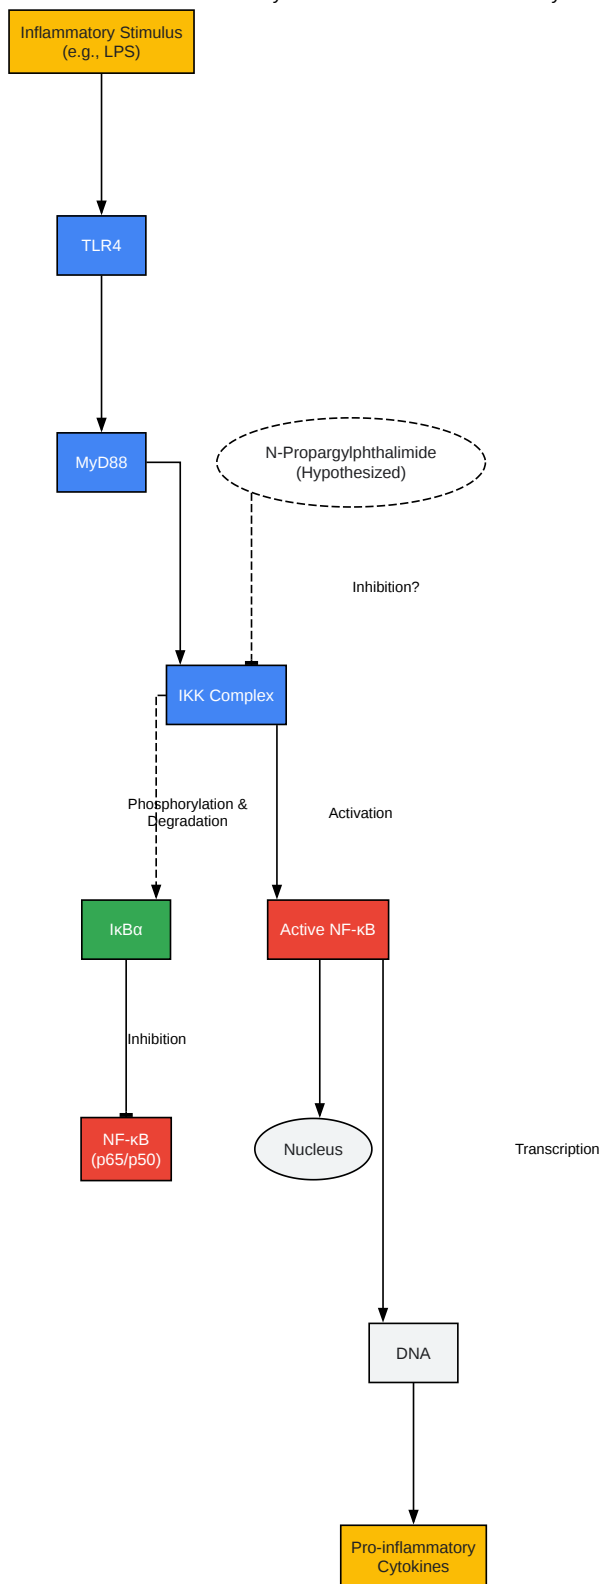 Inflammatory Stimulus
(e.g., LPS)
TLR4
MyD88
N-Propargylphthalimide
(Hypothesized)
Inhibition?
IKK Complex
Phosphorylation &
Degradation
Activation
IκBα
Active NF-κB
Inhibition
NF-κB
(p65/p50)
Nucleus
Transcription
DNA
Pro-inflammatory
Cytokines